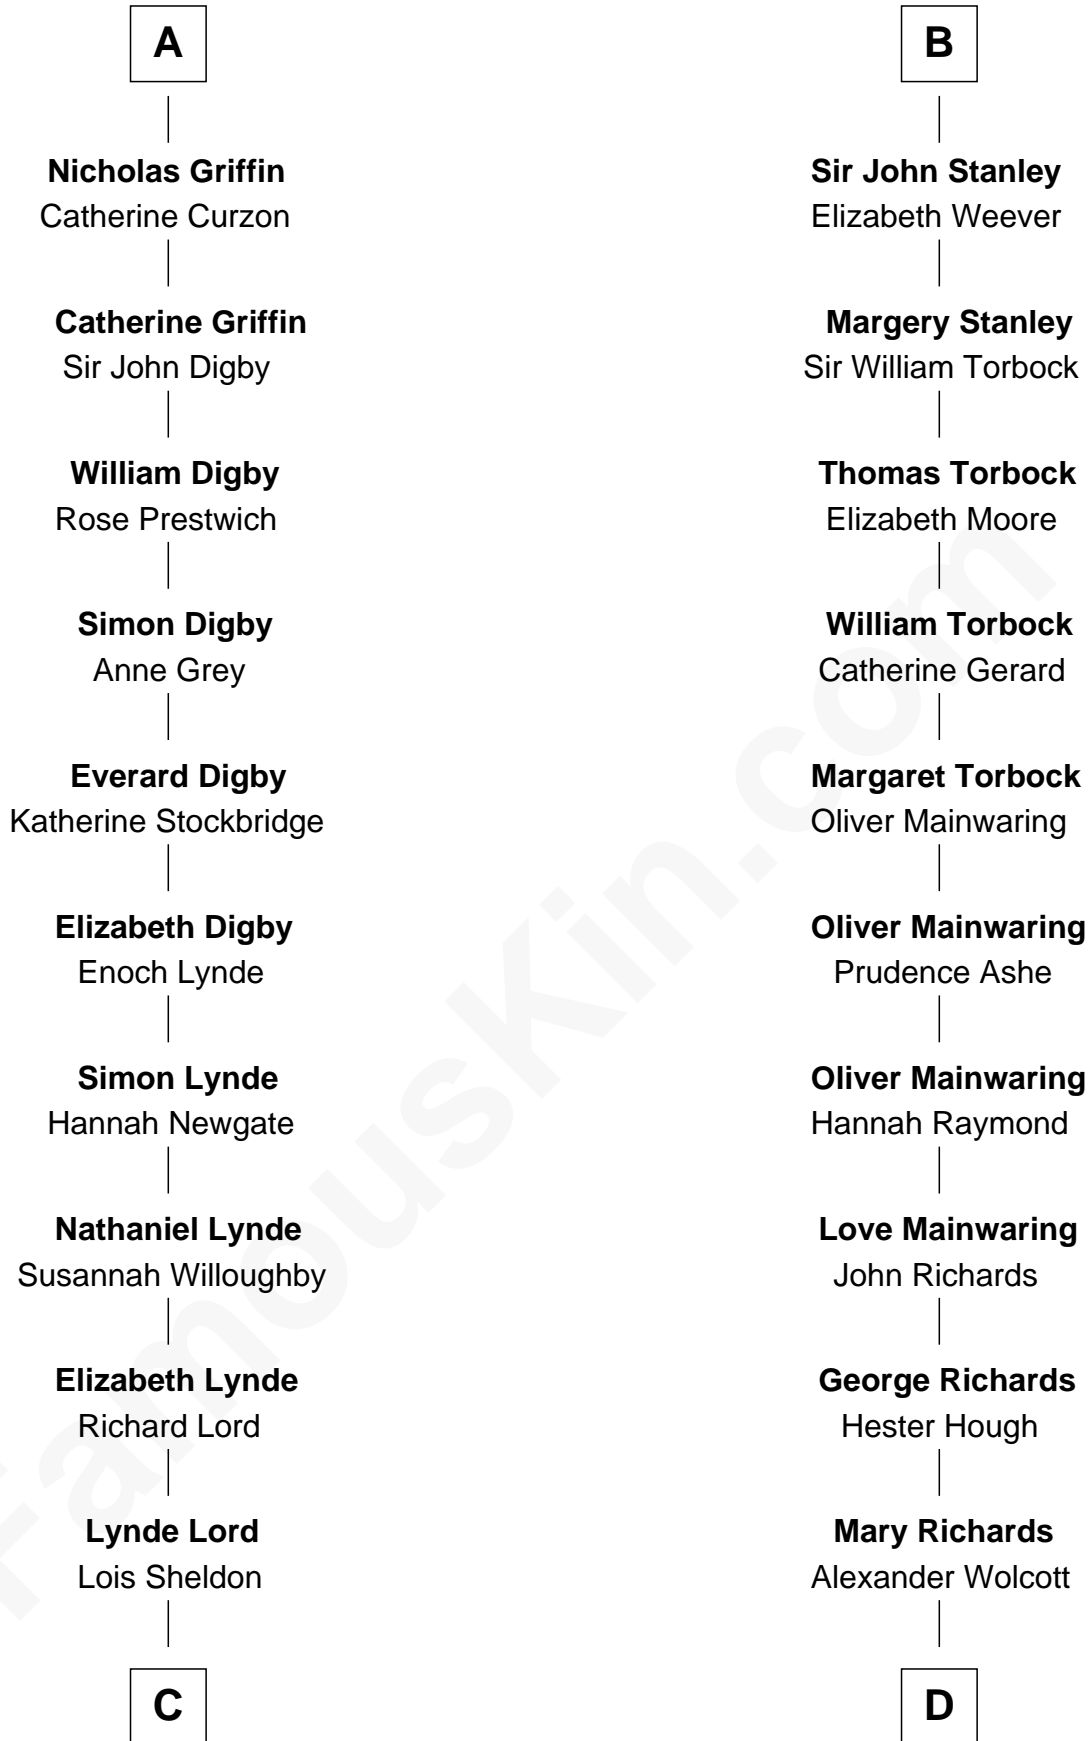 A
Nicholas Griffin
Catherine Curzon
Catherine Griffin
Sir John Digby
William Digby
Rose Prestwich
Simon Digby
Anne Grey
Everard Digby
Katherine Stockbridge
Elizabeth Digby
Enoch Lynde
Simon Lynde
Hannah Newgate
Nathaniel Lynde
Susannah Willoughby
Elizabeth Lynde
Richard Lord
Lynde Lord
Lois Sheldon
C
B
Sir John Stanley
Elizabeth Weever
Margery Stanley
Sir William Torbock
Thomas Torbock
Elizabeth Moore
William Torbock
Catherine Gerard
Margaret Torbock
Oliver Mainwaring
Oliver Mainwaring
Prudence Ashe
Oliver Mainwaring
Hannah Raymond
Love Mainwaring
John Richards
George Richards
Hester Hough
Mary Richards
Alexander Wolcott
D
FamousKin.com